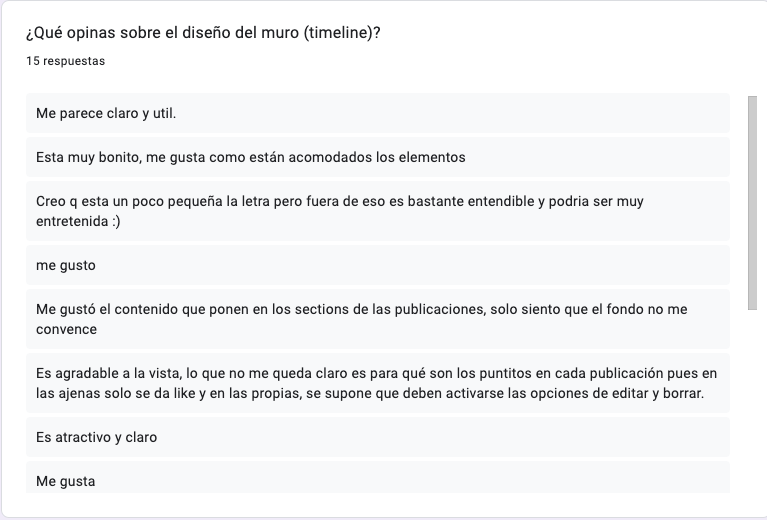 ¿Qué opinas sobre el diseño del muro (timeline)?
15 respuestas
Me parece claro y util.
Esta muy bonito, me gusta como están acomodados los elementos
Creo q esta un poco pequeña la letra pero fuera de eso es bastante entendible y podria ser muy
entretenida :)
me gusto
Me gustó el contenido que ponen en los sections de las publicaciones, solo siento que el fondo no me
convence
Es agradable a la vista, lo que no me queda claro es para qué son los puntitos en cada publicación pues en
las ajenas solo se da like y en las propias, se supone que deben activarse las opciones de editar y borrar.
Es atractivo y claro
Me gusta